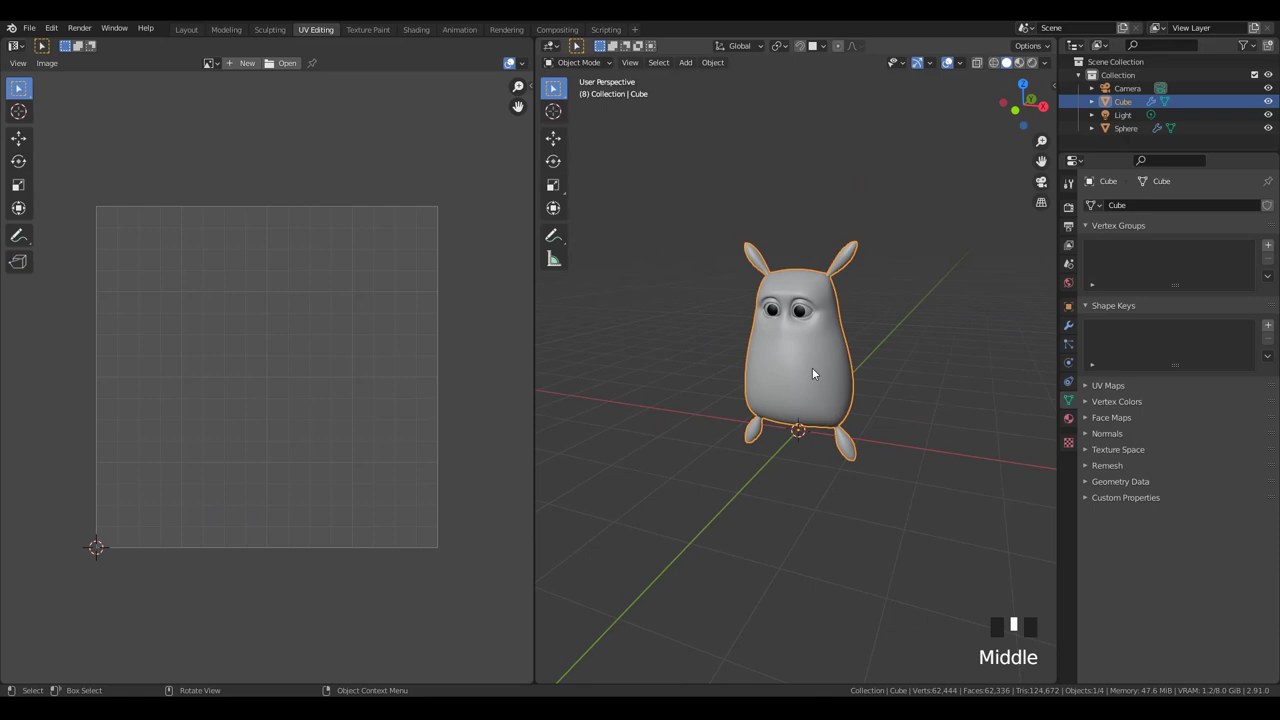 File Edit Render Window Help Layout Modeling Sculpting UV Editing Texture Paint Shading Animation Rendering Compositing Scripting + Scene View Layer
Global Options
View Image New Open Object Mode View Select Add Object
Scene Collection
Collection
Camera
Cube
Light
Sphere
User Perspective
(8) Collection | Cube
Z
Y
X
Cube Cube
Cube
Vertex Groups
Shape Keys
UV Maps
Vertex Colors
Face Maps
Normals
Texture Space
Remesh
Geometry Data
Custom Properties
Middle
Select Box Select Rotate View Object Context Menu Collection | Cube | Verts:62,444 | Faces:62,336 | Tris:124,672 | Objects:1/4 | Memory: 47.6 MiB | VRAM: 1.2/8.0 GiB | 2.91.0